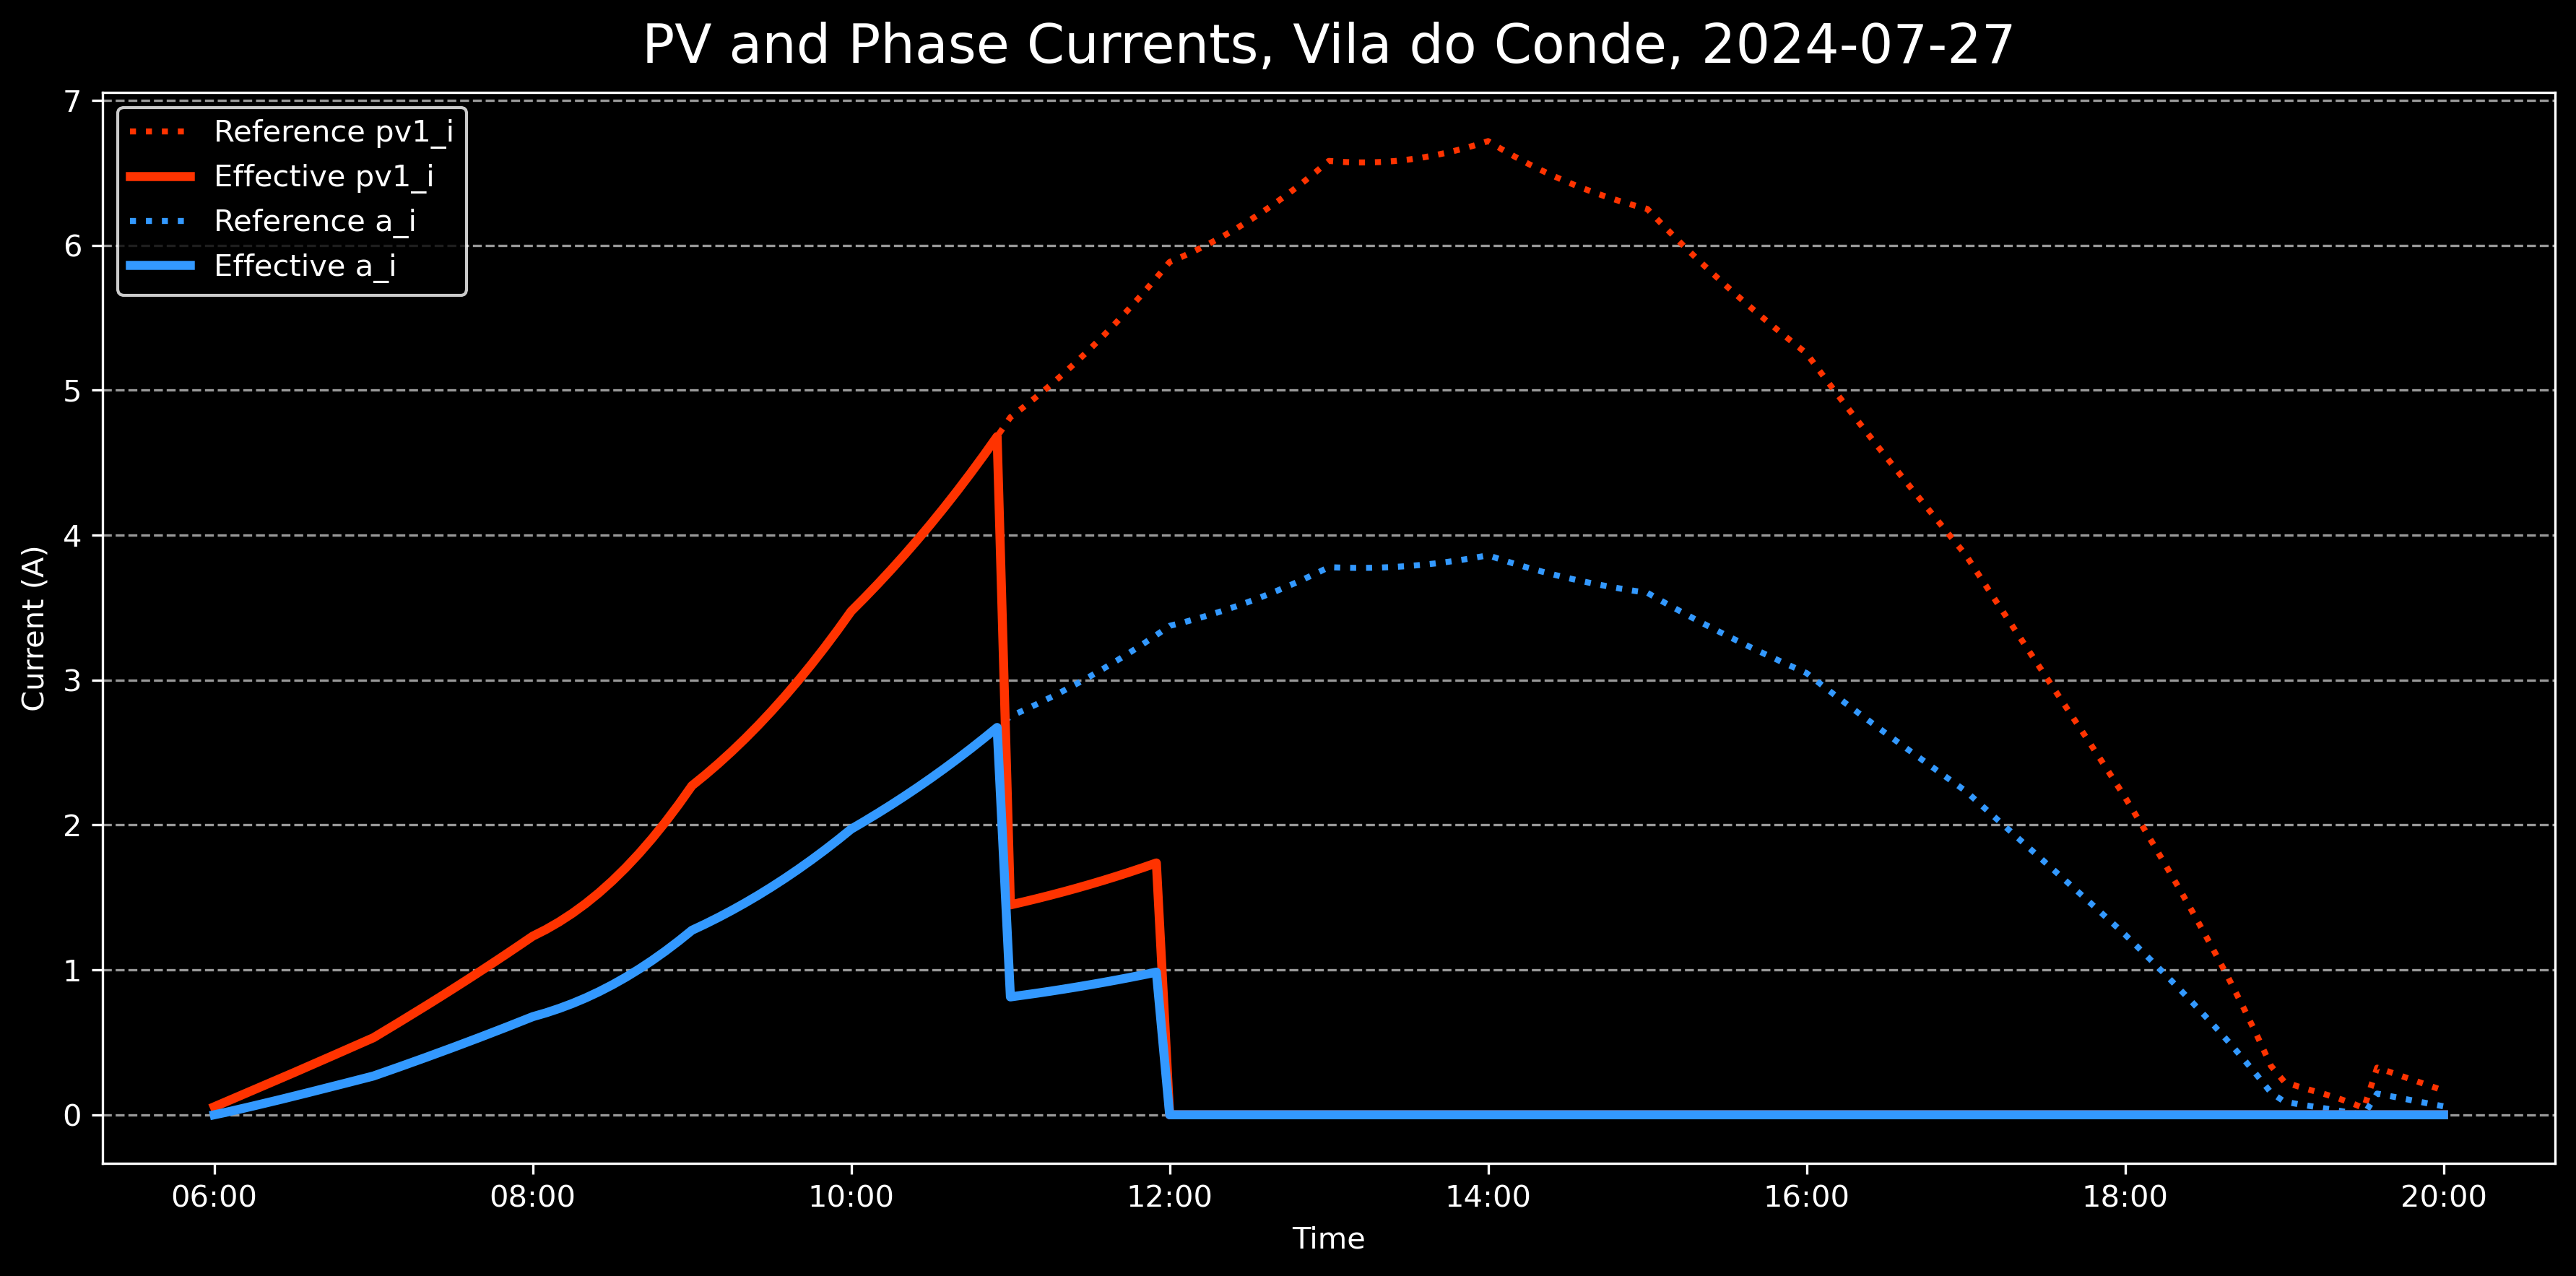 PV and Phase Currents, Vila do Conde, 2024-07-27
Reference pv1_i
Effective pv1_i
Reference a_i
Effective a_i
Current (A)
7
6
5
4
3
2
1
0
06:00
08:00
10:00
12:00
14:00
16:00
18:00
20:00
Time